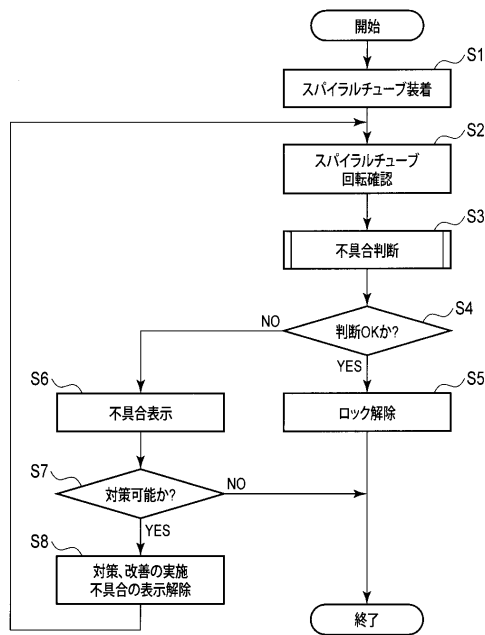 開始
S1
スパイラルチューブ装着
S2
スパイラルチューブ
回転確認
S3
不具合判断
S4
判断OKか?
NO
YES
S6
不具合表示
S5
ロック解除
S7
対策可能か?
NO
YES
S8
対策、改善の実施
不具合の表示解除
終了